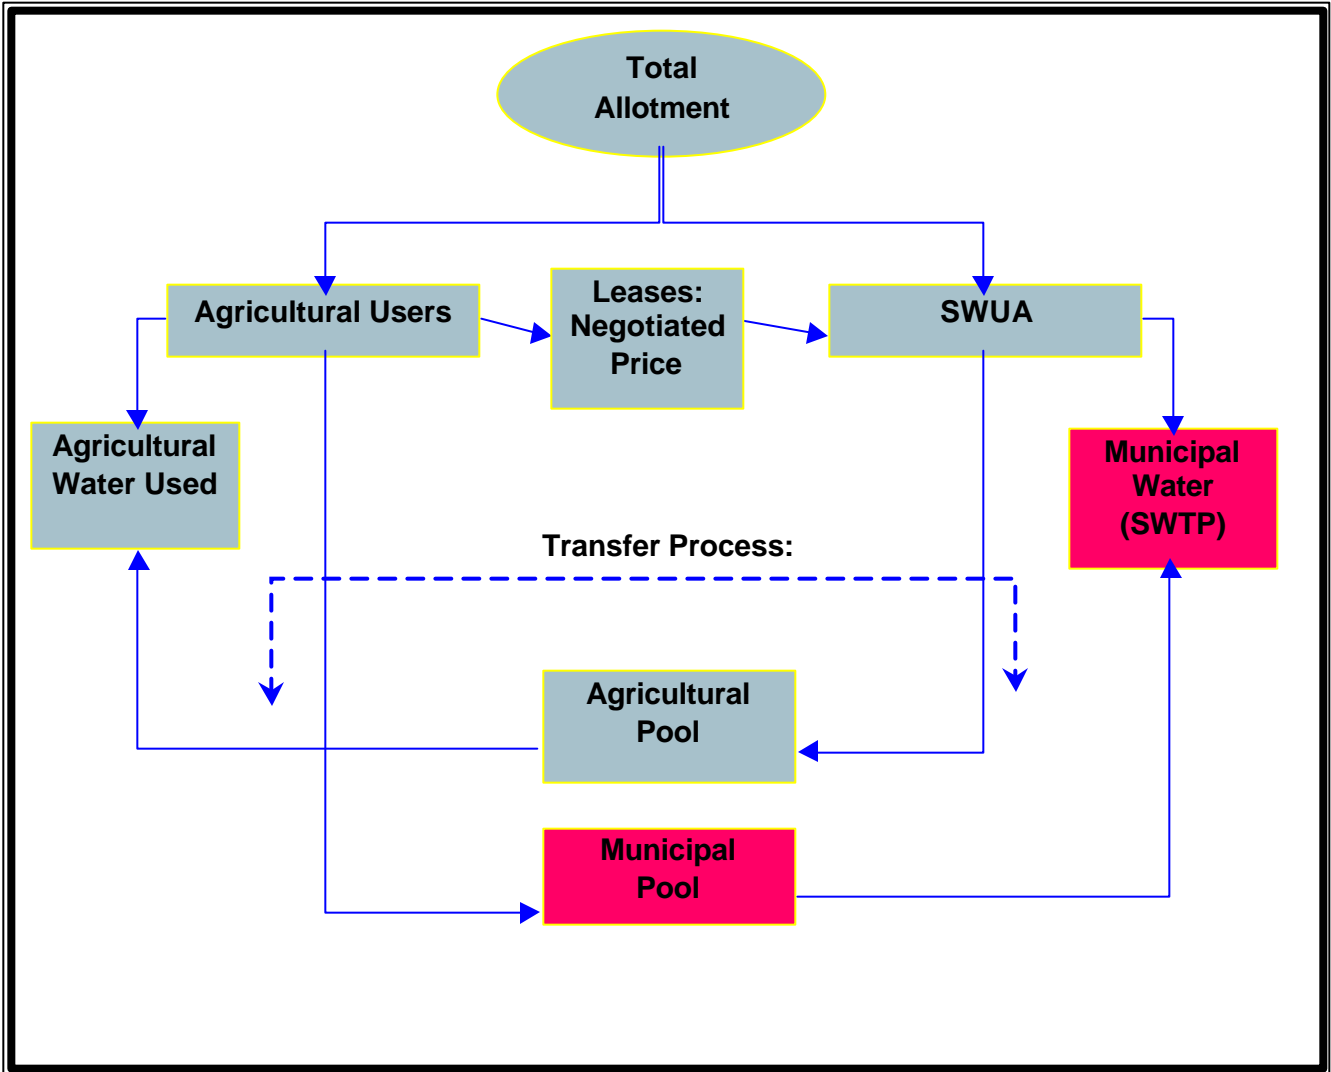 Total
Allotment
Agricultural Users
Leases:
Negotiated
Price
SWUA
Agricultural
Water Used
Municipal
Water
(SWTP)
Transfer Process:
Agricultural
Pool
Municipal
Pool